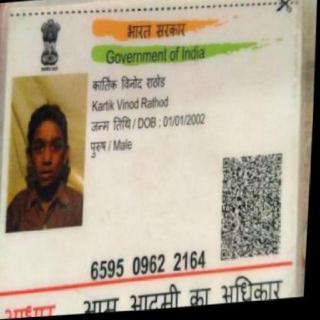 भारत सरकार
Government of India
कार्तिक विनोद राठोड
Kartik Vinod Rathod
जन्म तिथि / DOB : 01/01/2002
पुरुष / Male
6595 0962 2164
आधार आम आदमी का अधिकार